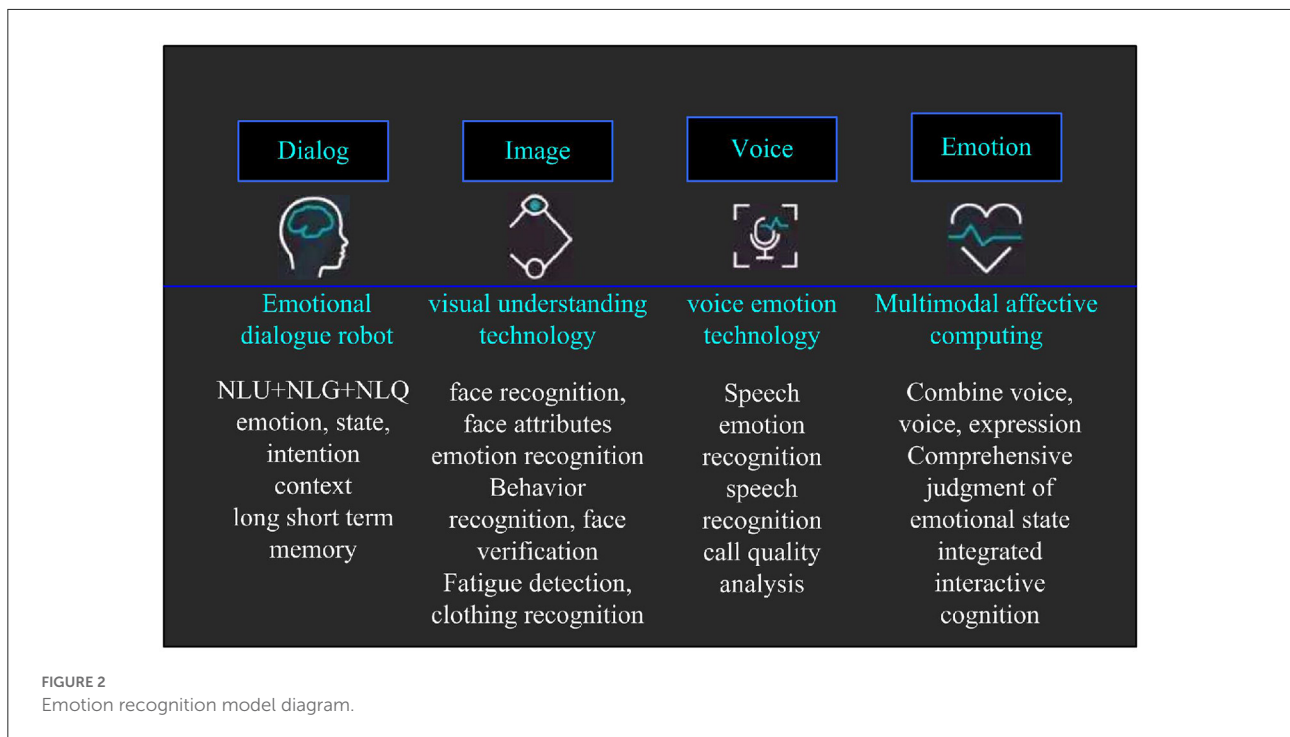 Dialog
Image
Voice
Emotion
Emotional
dialogue robot
visual understanding
technology
voice emotion
technology
Multimodal affective
computing
NLU+NLG+NLQ
emotion, state,
intention
context
long short term
memory
face recognition,
face attributes
emotion recognition
Behavior
recognition, face
verification
Fatigue detection,
clothing recognition
Speech
emotion
recognition
speech
recognition
call quality
analysis
Combine voice,
voice, expression
Comprehensive
judgment of
emotional state
integrated
interactive
cognition
FIGURE 2
Emotion recognition model diagram.